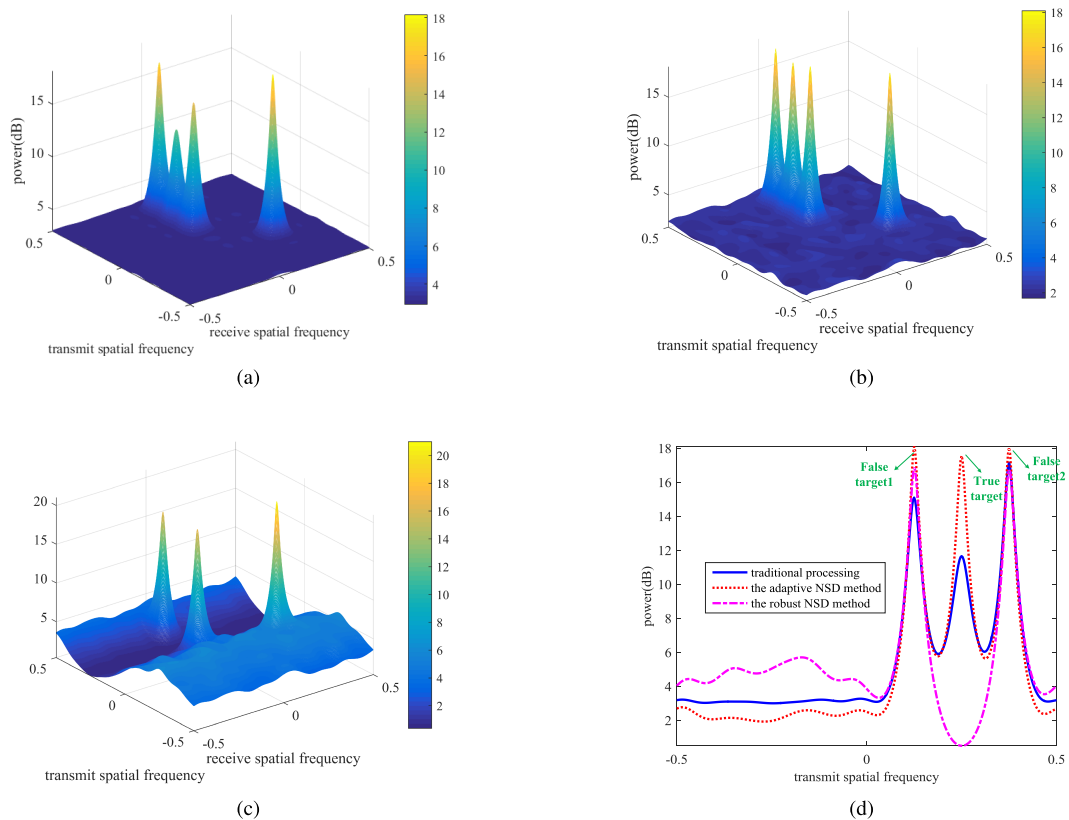 18
16
14
12
10
8
6
4
power(dB)
15
10
5
0.5
0
-0.5
-0.5
0
0.5
receive spatial frequency
transmit spatial frequency
(a)
18
16
14
12
10
8
6
4
2
power(dB)
15
10
5
0.5
0
-0.5
-0.5
0
0.5
receive spatial frequency
transmit spatial frequency
(b)
20
18
16
14
12
10
8
6
4
2
power(dB)
20
15
10
5
0.5
0
-0.5
-0.5
0
0.5
receive spatial frequency
transmit spatial frequency
(c)
18
16
14
12
10
8
6
4
2
power(dB)
False
target1
True
target
False
target2
traditional processing
the adaptive NSD method
the robust NSD method
-0.5
0
0.5
transmit spatial frequency
(d)